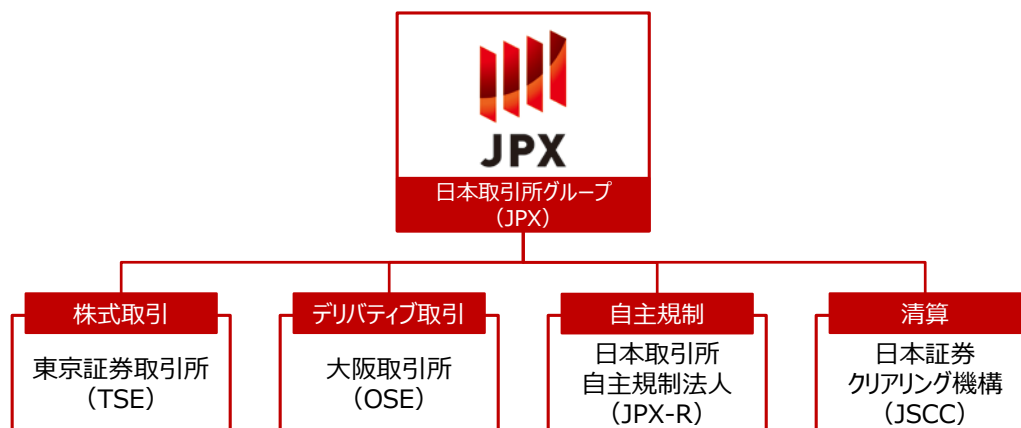 JPX
日本取引所グループ
（JPX）
株式取引
東京証券取引所
（TSE）
デリバティブ取引
大阪取引所
（OSE）
自主規制
日本取引所
自主規制法人
（JPX-R）
清算
日本証券
クリアリング機構
（JSCC）